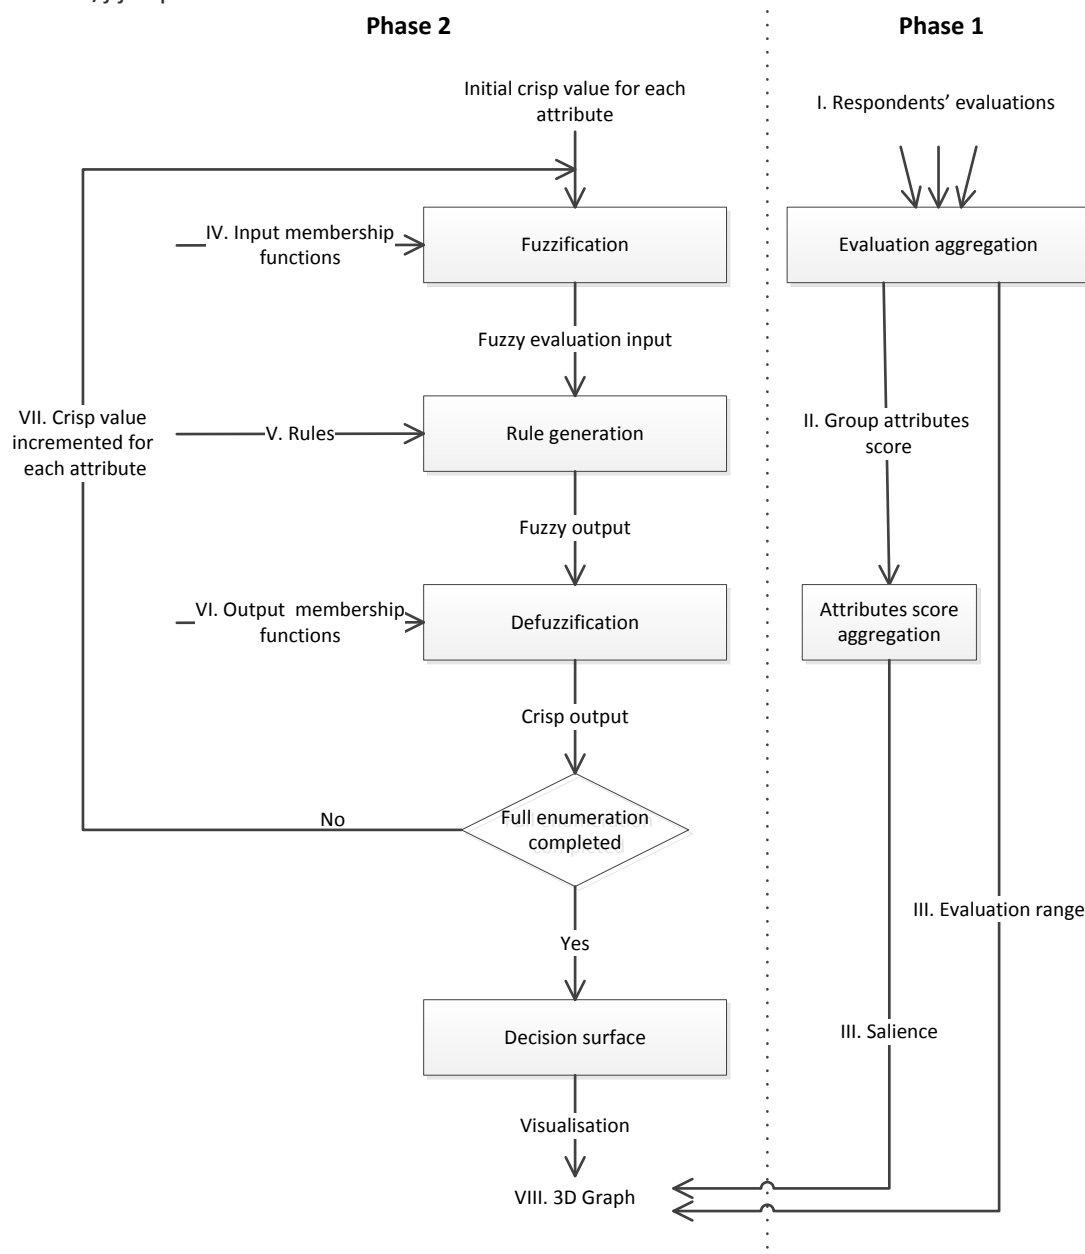 Phase 2
Phase 1
Initial crisp value for each
attribute
I. Respondents' evaluations
IV. Input membership
functions
Fuzzification
Evaluation aggregation
Fuzzy evaluation input
VII. Crisp value
incremented for
each attribute
V. Rules
Rule generation
II. Group attributes
score
Fuzzy output
VI. Output  membership
functions
Defuzzification
Attributes score
aggregation
Crisp output
No
Full enumeration
completed
III. Evaluation range
Yes
Decision surface
III. Salience
Visualisation
VIII. 3D Graph